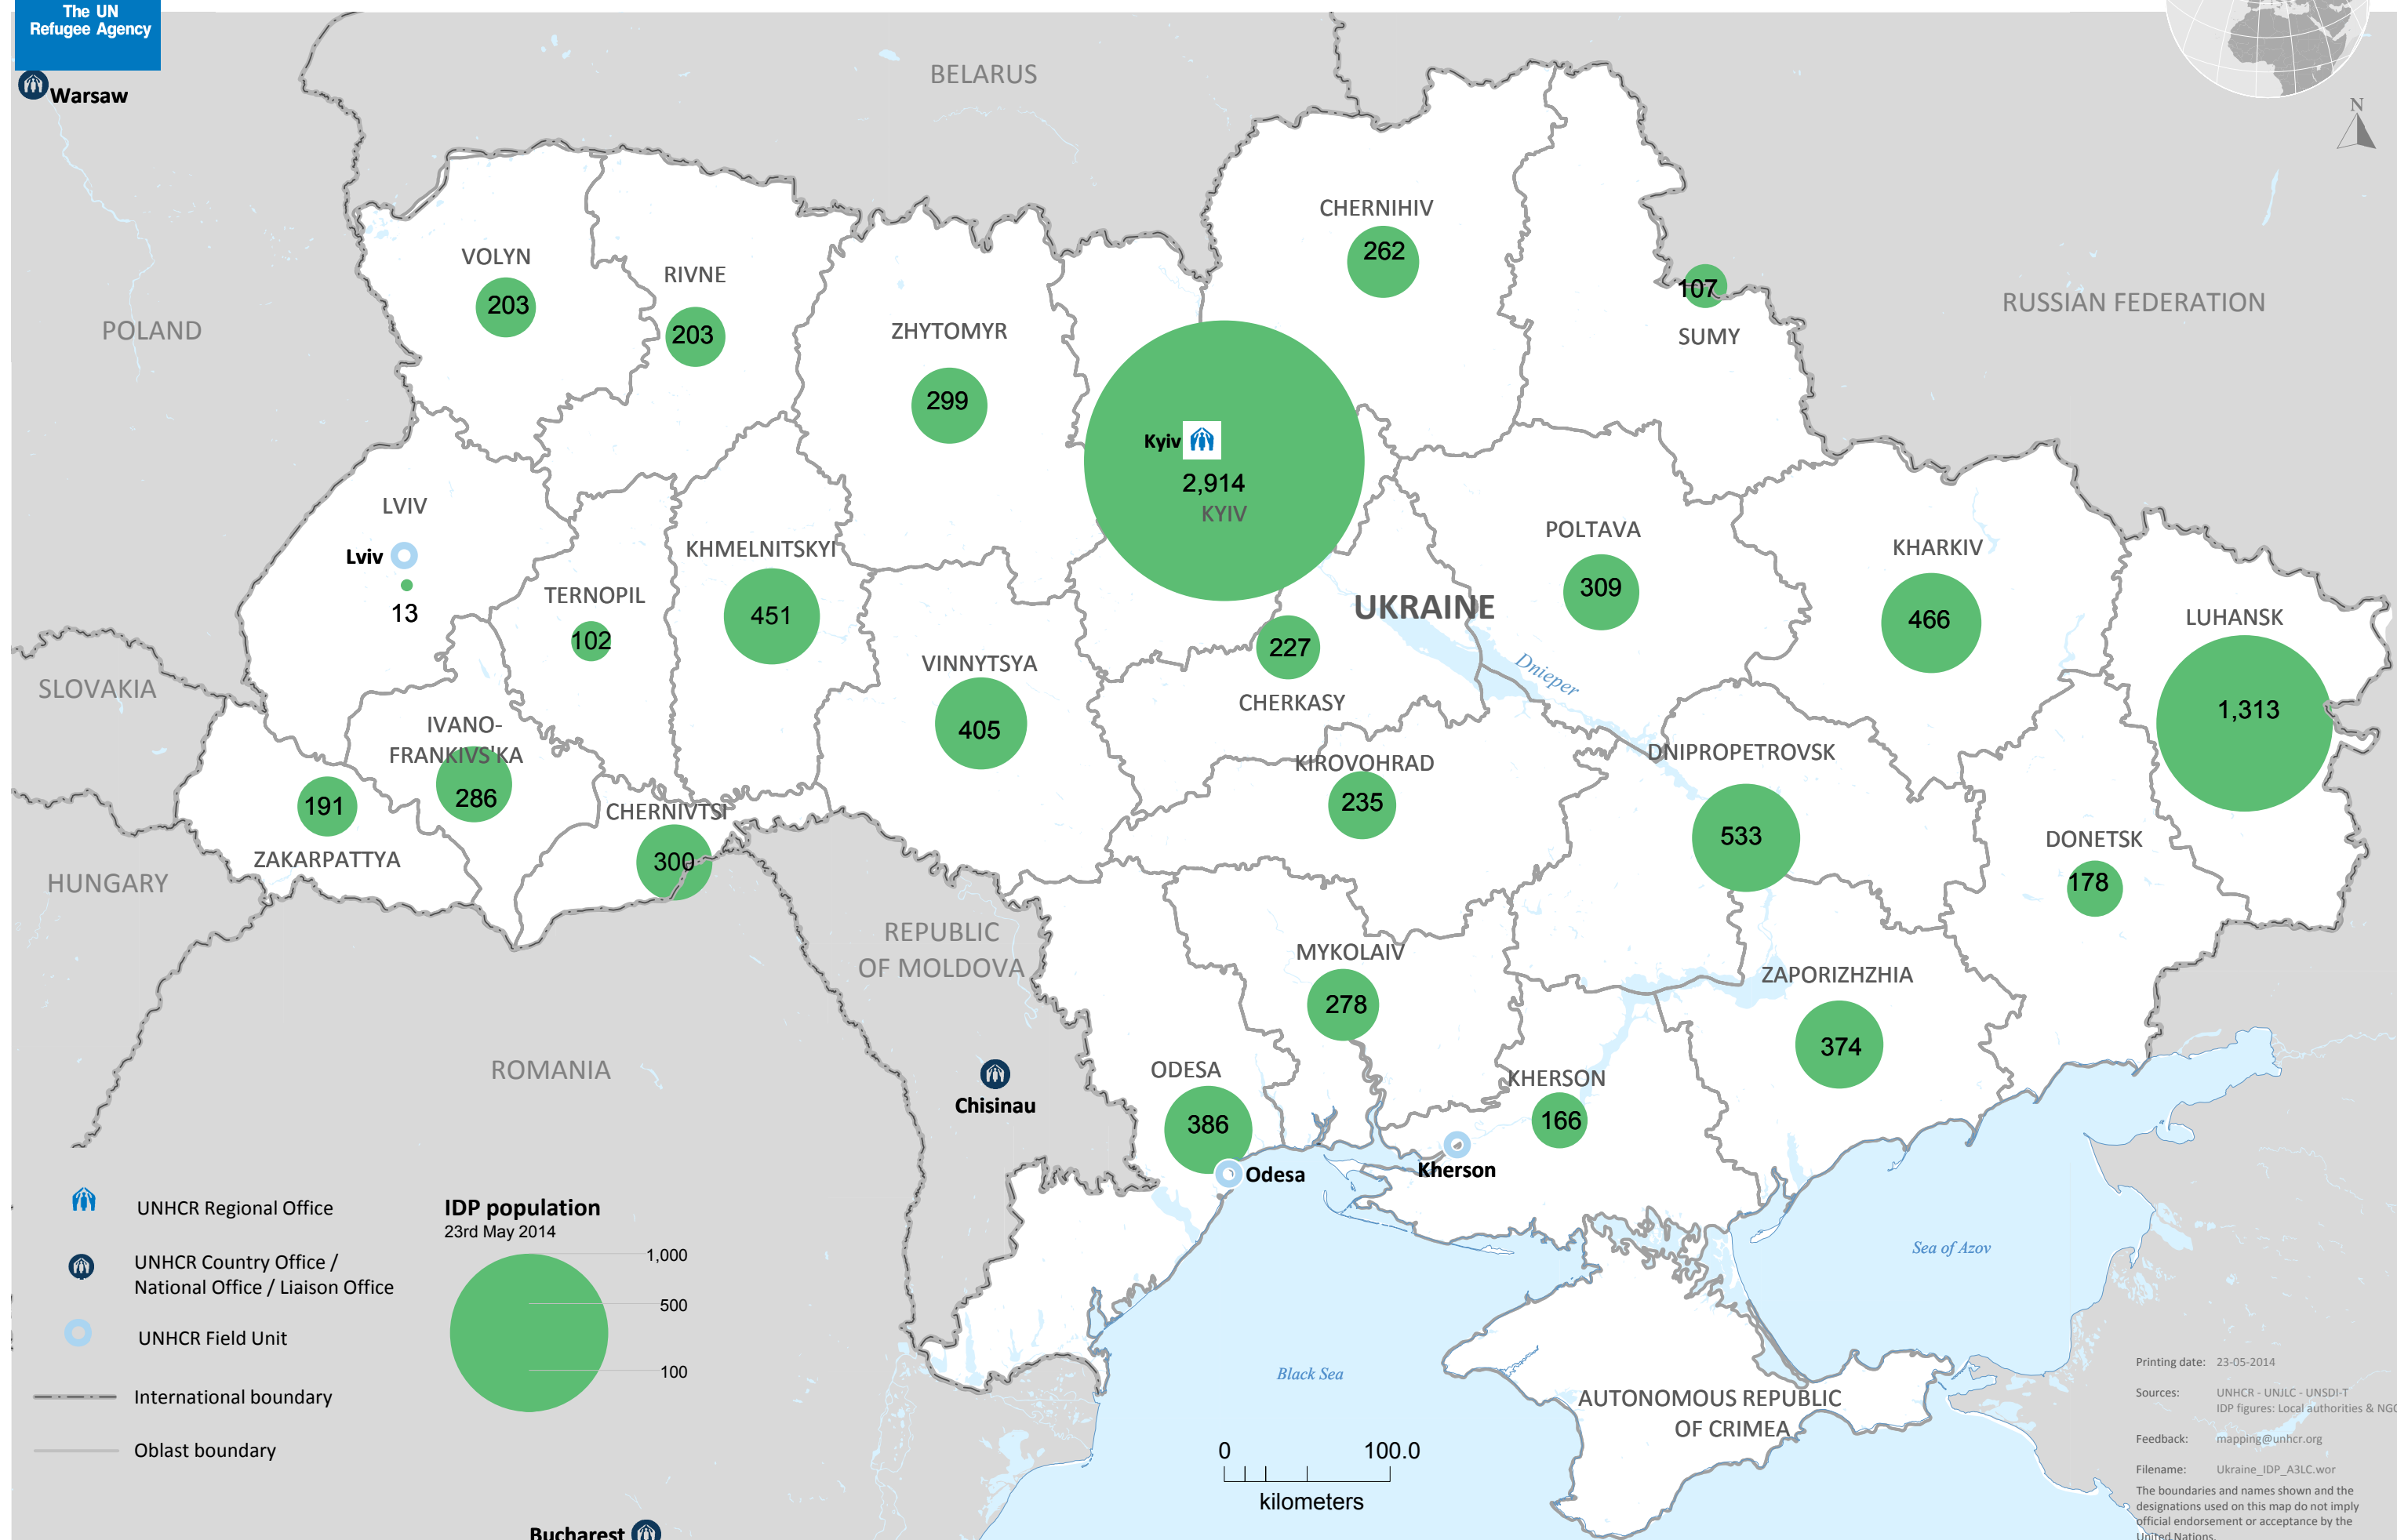 The UN
Refugee Agency
Warsaw
BELARUS
N
POLAND
RUSSIAN FEDERATION
CHERNIHIV
262
VOLYN
203
RIVNE
203
107
SUMY
ZHYTOMYR
299
Kyiv
2,914
KYIV
LVIV
Lviv
13
TERNOPIL
102
KHMELNITSKYI
451
POLTAVA
309
KHARKIV
466
UKRAINE
LUHANSK
1,313
227
CHERKASY
Dnieper
VINNYTSYA
405
SLOVAKIA
IVANO-
FRANKIVS'KA
286
191
ZAKARPATTYA
CHERNIVTSI
300
KIROVOHRAD
235
DNIPROPETROVSK
533
DONETSK
178
HUNGARY
REPUBLIC
OF MOLDOVA
MYKOLAIV
278
ZAPORIZHZHIA
374
ROMANIA
Chisinau
ODESA
386
Odesa
KHERSON
166
Kherson
Sea of Azov
Black Sea
AUTONOMOUS REPUBLIC
OF CRIMEA
UNHCR Regional Office
UNHCR Country Office /
National Office / Liaison Office
UNHCR Field Unit
International boundary
Oblast boundary
IDP population
23rd May 2014
1,000
500
100
0 100.0
kilometers
Bucharest
Printing date: 23-05-2014
Sources: UNHCR - UNJLC - UNSDI-T
IDP figures: Local authorities & NGO
Feedback: mapping@unhcr.org
Filename: Ukraine_IDP_A3LC.wor
The boundaries and names shown and the
designations used on this map do not imply
official endorsement or acceptance by the
United Nations.